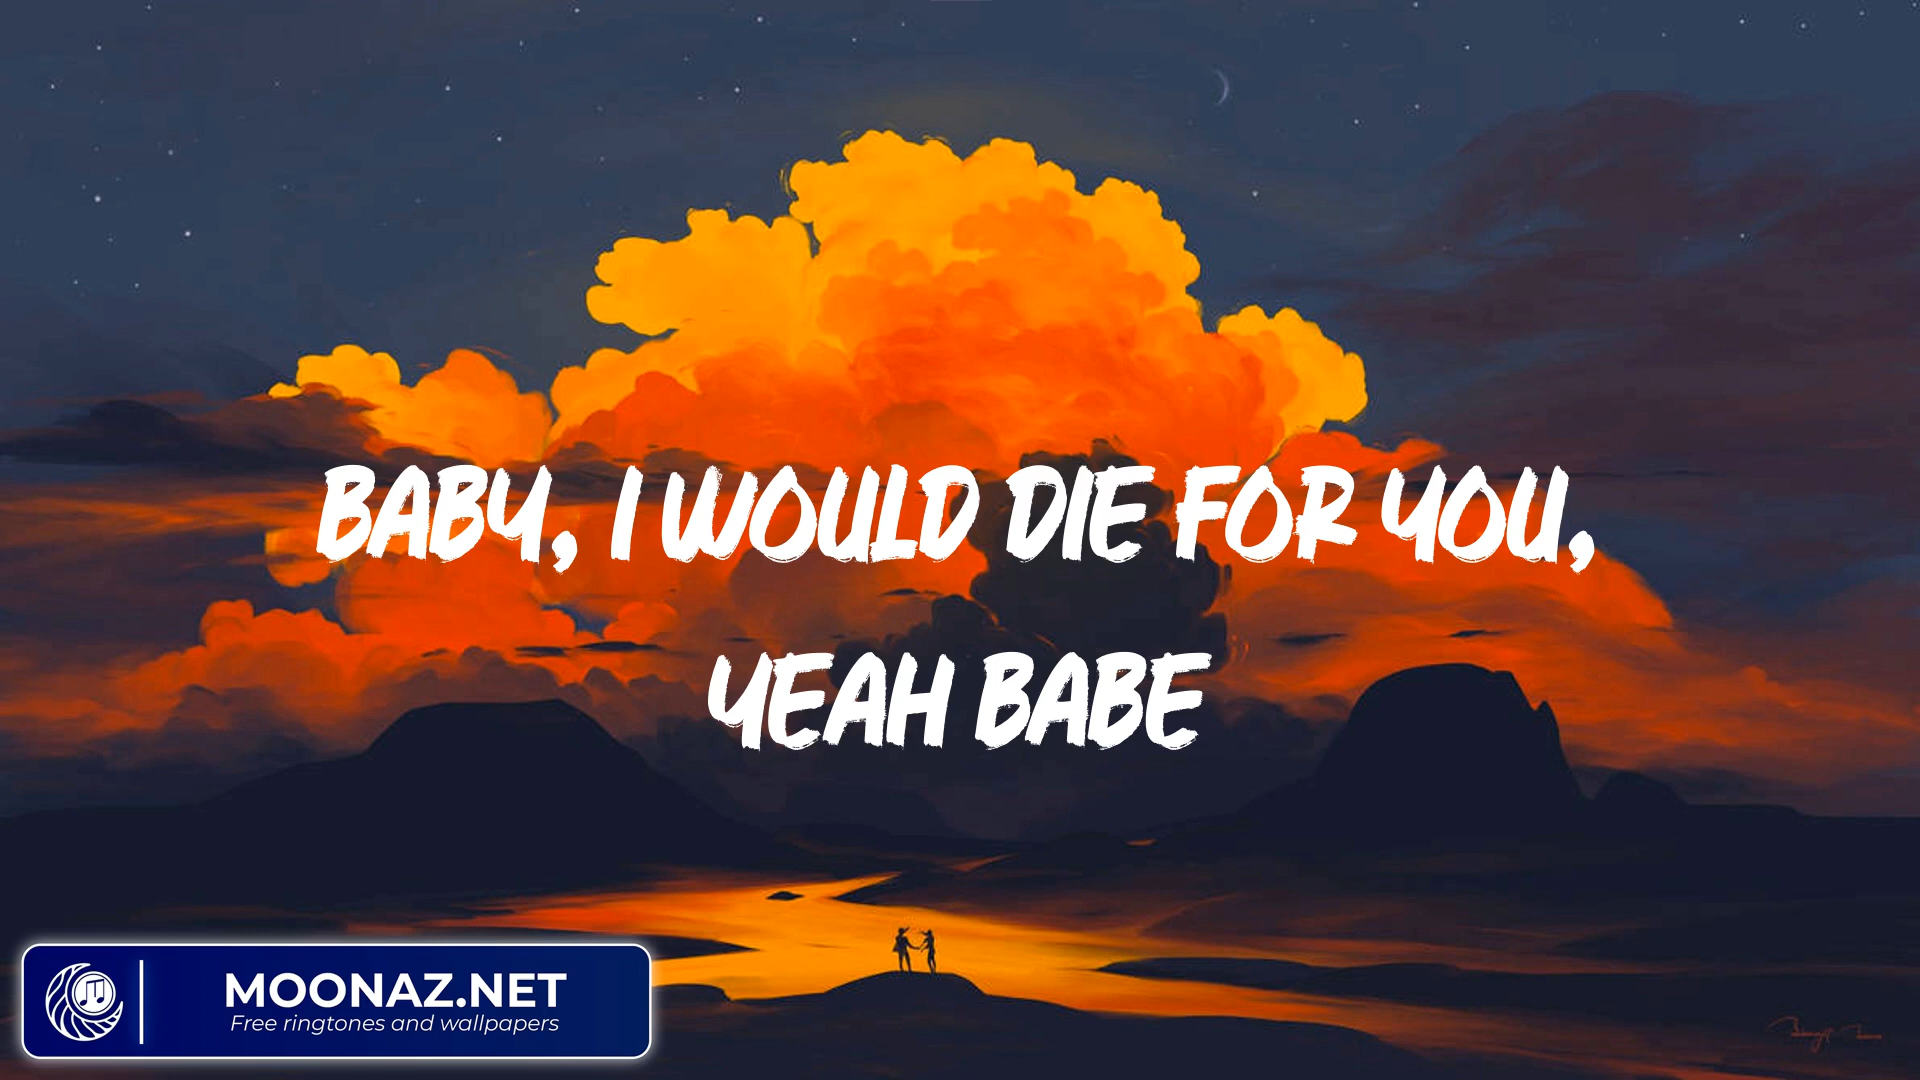 BABY, I WOULD DIE FOR YOU,
YEAH BABE
MOONAZ.NET
Free ringtones and wallpapers